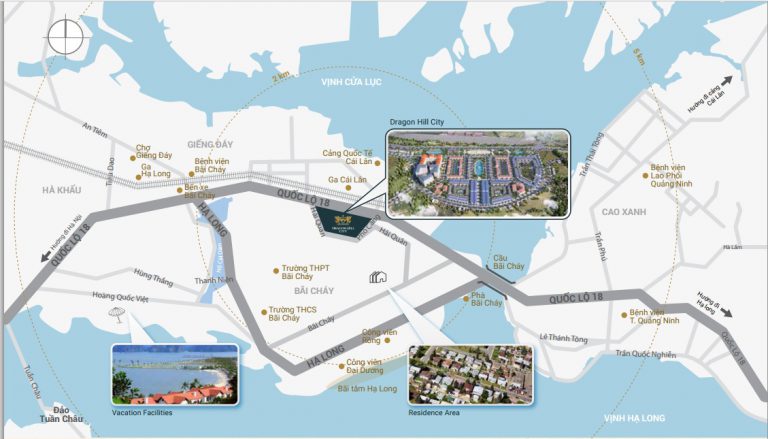 2 km
5 km
VỊNH CỬA LỤC
Hướng đi cảng
Cái Lân
Dragon Hill City
An Tiêm
GIẾNG ĐÁY
Chợ
Giếng Đáy
Ga
Hạ Long
Bệnh viện
Bãi Cháy
Bến xe
Bãi Cháy
Cảng Quốc Tế
Cái Lân
Ga Cái Lân
HÀ KHẨU
QUỐC LỘ 18
Hướng đi Hà Nội
QUỐC LỘ 18
HẠ LONG
Hải Quân
DRAGON HILL
CITY
Hải Quân
Trần Thái Tông
Bệnh viện
Lao Phổi
Quảng Ninh
CAO XANH
Trần Phú
Hà Lầm
Hùng Thắng
Thanh Niên
Hoàng Quốc Việt
Trường THPT
Bãi Cháy
BÃI CHÁY
Trường THCS
Bãi Cháy
Bãi Cháy
Cầu
Bãi Cháy
Phà
Bãi Cháy
QUỐC LỘ 18
Hướng đi
Hạ Long
Bệnh viện
T. Quảng Ninh
Lê Thánh Tông
Trần Quốc Nghiễn
QUỐC LỘ 18
HẠ LONG
Công viên
Rồng
Công viên
Đại Dương
Bãi tắm Hạ Long
Tuần Châu
Đảo
Tuần Châu
Vacation Facilities
Residence Area
VỊNH HẠ LONG